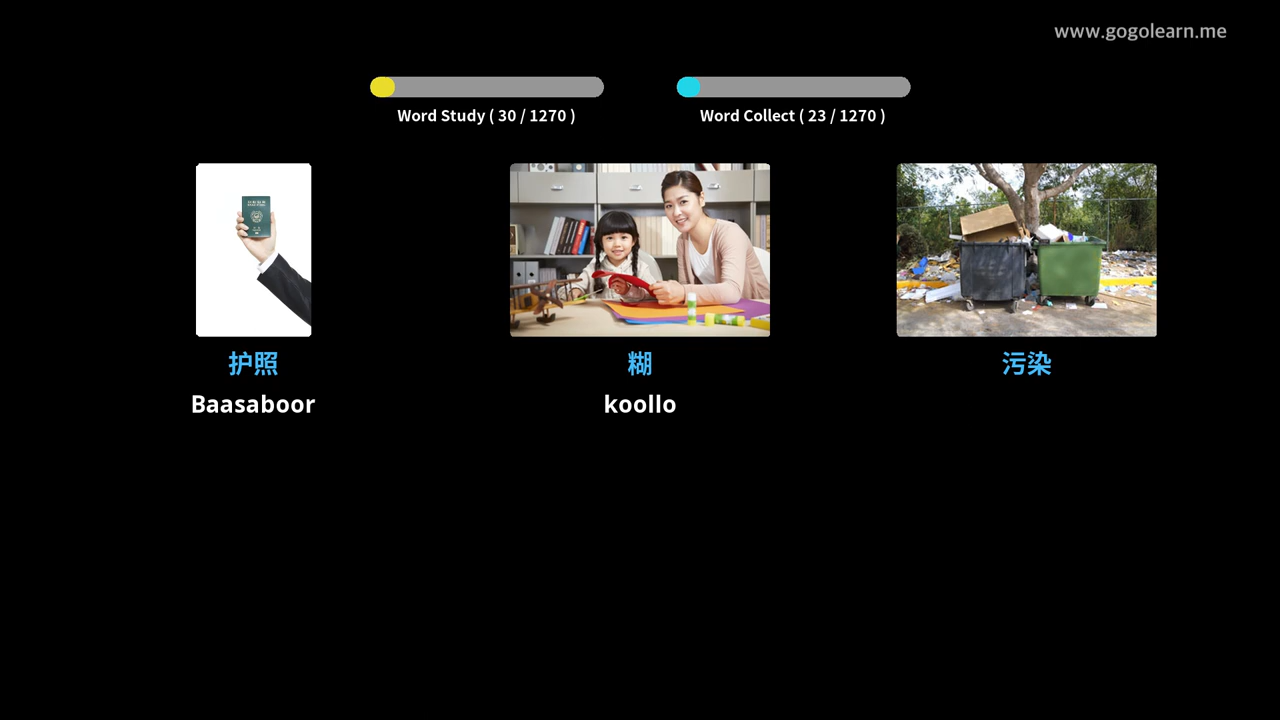 www.gogolearn.me
Word Study ( 30 / 1270 )
Word Collect ( 23 / 1270 )
护照
糊
污染
Baasaboor
koollo